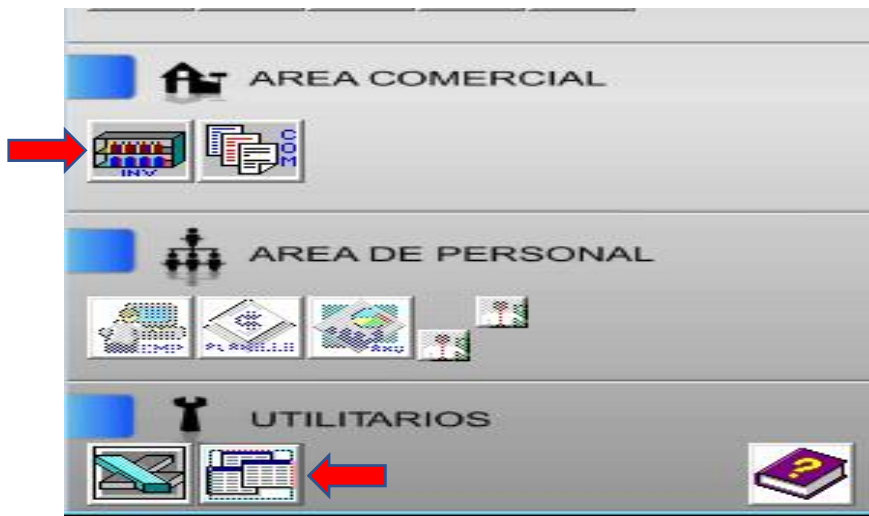 AREA COMERCIAL
INV
COM
AREA DE PERSONAL
UTILITARIOS
?